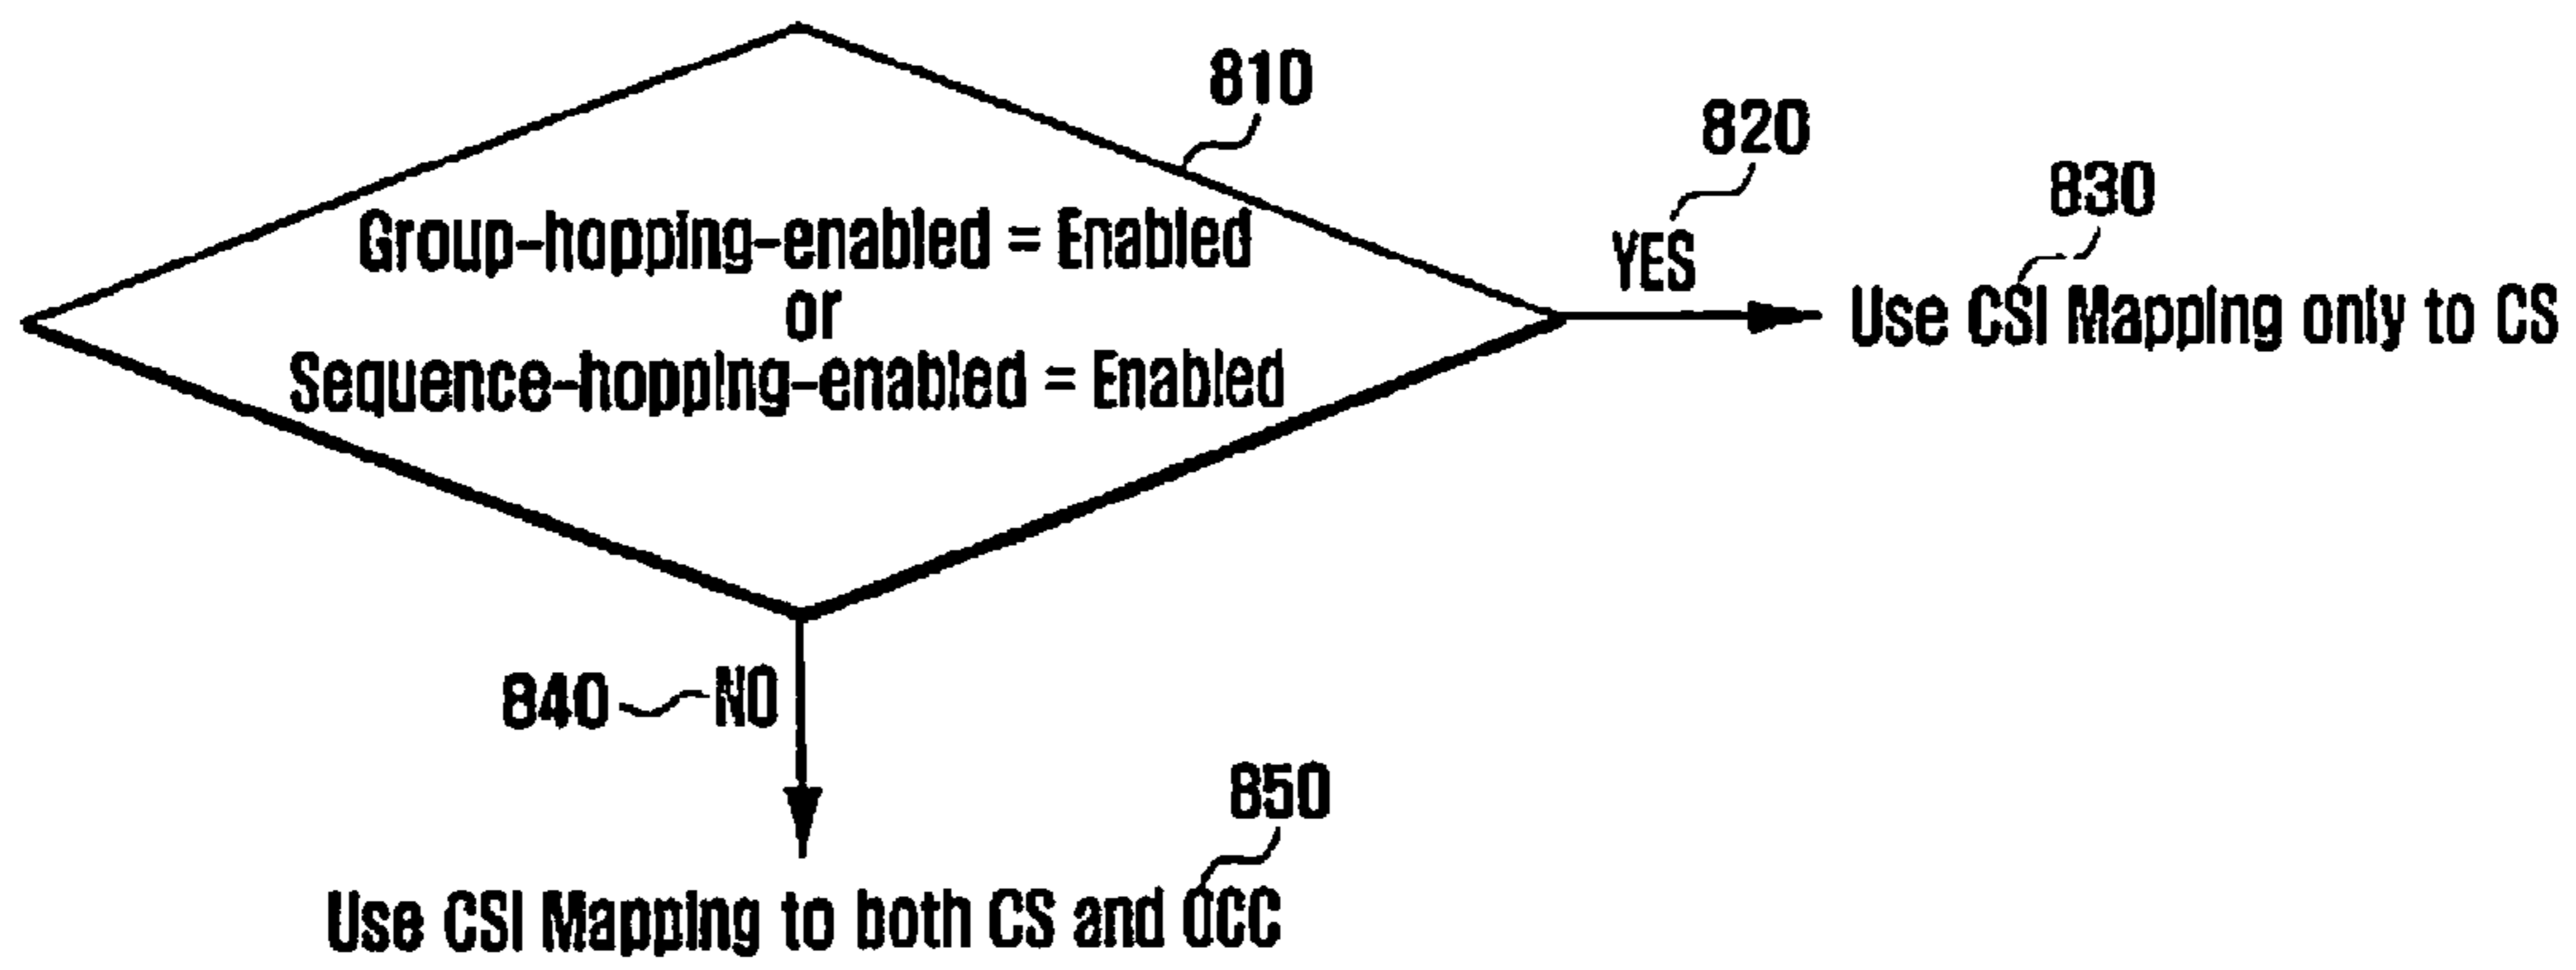 810
820
830
Group-hopping-enabled = Enabled
or
Sequence-hopping-enabled = Enabled
YES
Use CSI Mapping only to CS
840
NO
850
Use CSI Mapping to both CS and OCC